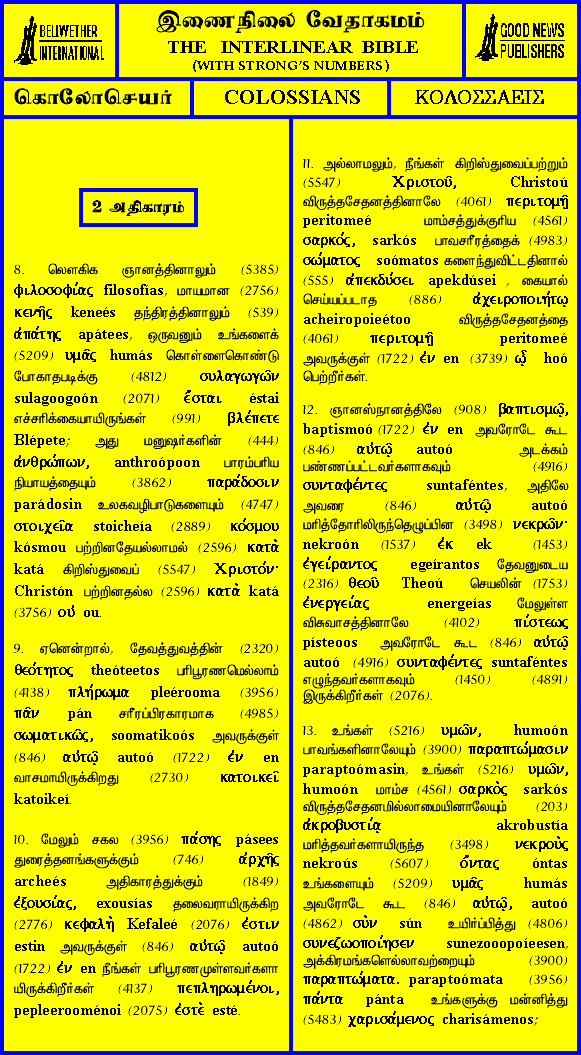 BELLWETHER
INTERNATIONAL
இணைநிலை வேதாகமம்
THE INTERLINEAR BIBLE
(WITH STRONG'S NUMBERS)
GOOD NEWS
PUBLISHERS
கொலோசெயர்
COLOSSIANS
ΚΟΛΟΣΣΑΕΙΣ
2 அதிகாரம்
8. லௌகிக ஞானத்தினாலும் (5385)
φιλοσοφίας filosofías, மாயமான (2756)
κενῆς keneés தந்திரத்தினாலும் (539)
ἀπάτης apátees, ஒருவனும் உங்களைக்
(5209) υμᾶς humás கொள்ளைகொண்டு
போகாதபடிக்கு (4812) συλαγωγῶν
sulagoogoón (2071) ἔσται éstai
எச்சரிக்கையாயிருங்கள் (991) βλέπετε
Blépete; அது மனுஷர்களின் (444)
ἀνθρώπων, anthroópoon பாரம்பரிய
நியாயத்தையும் (3862) παράδοσιν
parádosin உலகவழிபாடுகளையும் (4747)
στοιχεῖα stoicheía (2889) κόσμου
kósmou பற்றினதேயல்லாமல் (2596) κατὰ
katá கிறிஸ்துவைப் (5547) Χριστόν·
Christón பற்றினதல்ல (2596) κατὰ katá
(3756) οὐ ou.
9. ஏனென்றால், தேவத்துவத்தின் (2320)
θεότητος theóteetos பரிபூரணமெல்லாம்
(4138) πλήρωμα pleérooma (3956)
πᾶν pán சரீரப்பிரகாரமாக (4985)
σωματικῶς, soomatikoós அவருக்குள்
(846) αὐτῷ autoó (1722) ἐν en
வாசமாயிருக்கிறது (2730) κατοικεῖ
katoikeí.
10. மேலும் சகல (3956) πάσης pásees
துரைத்தனங்களுக்கும் (746) ἀρχῆς
archeés அதிகாரத்துக்கும் (1849)
ἐξουσίας, exousías தலைவராயிருக்கிற
(2776) κεφαλὴ Kefaleé (2076) ἐστιν
estin அவருக்குள் (846) αὐτῷ autoó
(1722) ἐν en நீங்கள் பரிபூரணமுள்ளவர்களா
யிருக்கிறீர்கள் (4137) πεπληρωμένοι,
pepleerooménoi (2075) ἐστὲ esté.
11. அல்லாமலும், நீங்கள் கிறிஸ்துவைப்பற்றும்
(5547) Χριστοῦ, Christoú
விருத்தசேதனத்தினாலே (4061) περιτομῇ
peritomeé மாம்சத்துக்குரிய (4561)
σαρκός, sarkós பாவசரீரத்தைக் (4983)
σώματος soómatos களைந்துவிட்டதினால்
(555) ἀπεκδύσει apekdúsei , கையால்
செய்யப்படாத (886) ἀχειροποιήτῳ
acheiropoieétoo விருத்தசேதனத்தை
(4061) περιτομῇ peritomeé
அவருக்குள் (1722) ἐν en (3739) ᾧ hoó
பெற்றீர்கள்.
12. ஞானஸ்நானத்திலே (908) βαπτισμῷ,
baptismoó (1722) ἐν en அவரோடே கூட
(846) αὐτῷ autoó அடக்கம்
பண்ணப்பட்டவர்களாகவும் (4916)
συνταφέντες suntaféntes, அதிலே
அவரை (846) αὐτῷ autoó
மரித்தோரிலிருந்தெழுப்பின (3498) νεκρῶν·
nekroón (1537) ἐκ ek (1453)
ἐγείραντος egeírantos தேவனுடைய
(2316) θεοῦ Theoú செயலின் (1753)
ἐνεργείας energeías மேலுள்ள
விசுவாசத்தினாலே (4102) πίστεως
písteoos அவரோடே கூட (846) αὐτῷ
autoó (4916) συνταφέντες suntaféntes
எழுந்தவர்களாகவும் (1450) (4891)
இருக்கிறீர்கள் (2076).
13. உங்கள் (5216) υμῶν, humoón
பாவங்களினாலேயும் (3900) παραπτώμασιν
paraptoómasin, உங்கள் (5216) υμῶν,
humoón மாம்ச (4561) σαρκὸς sarkós
விருத்தசேதனமில்லாமையினாலேயும் (203)
ἀκροβυστίᾳ akrobustía
மரித்தவர்களாயிருந்த (3498) νεκροὺς
nekroús (5607) ὄντας óntas
உங்களையும் (5209) υμᾶς humás
அவரோடே கூட (846) αὐτῷ, autoó
(4862) σὺν sún உயிர்ப்பித்து (4806)
συνεζωοποίησεν sunezooopoíeesen,
அக்கிரமங்களெல்லாவற்றையும் (3900)
παραπτώματα. paraptoómata (3956)
πάντα pánta உங்களுக்கு மன்னித்து
(5483) χαρισάμενος charisámenos;